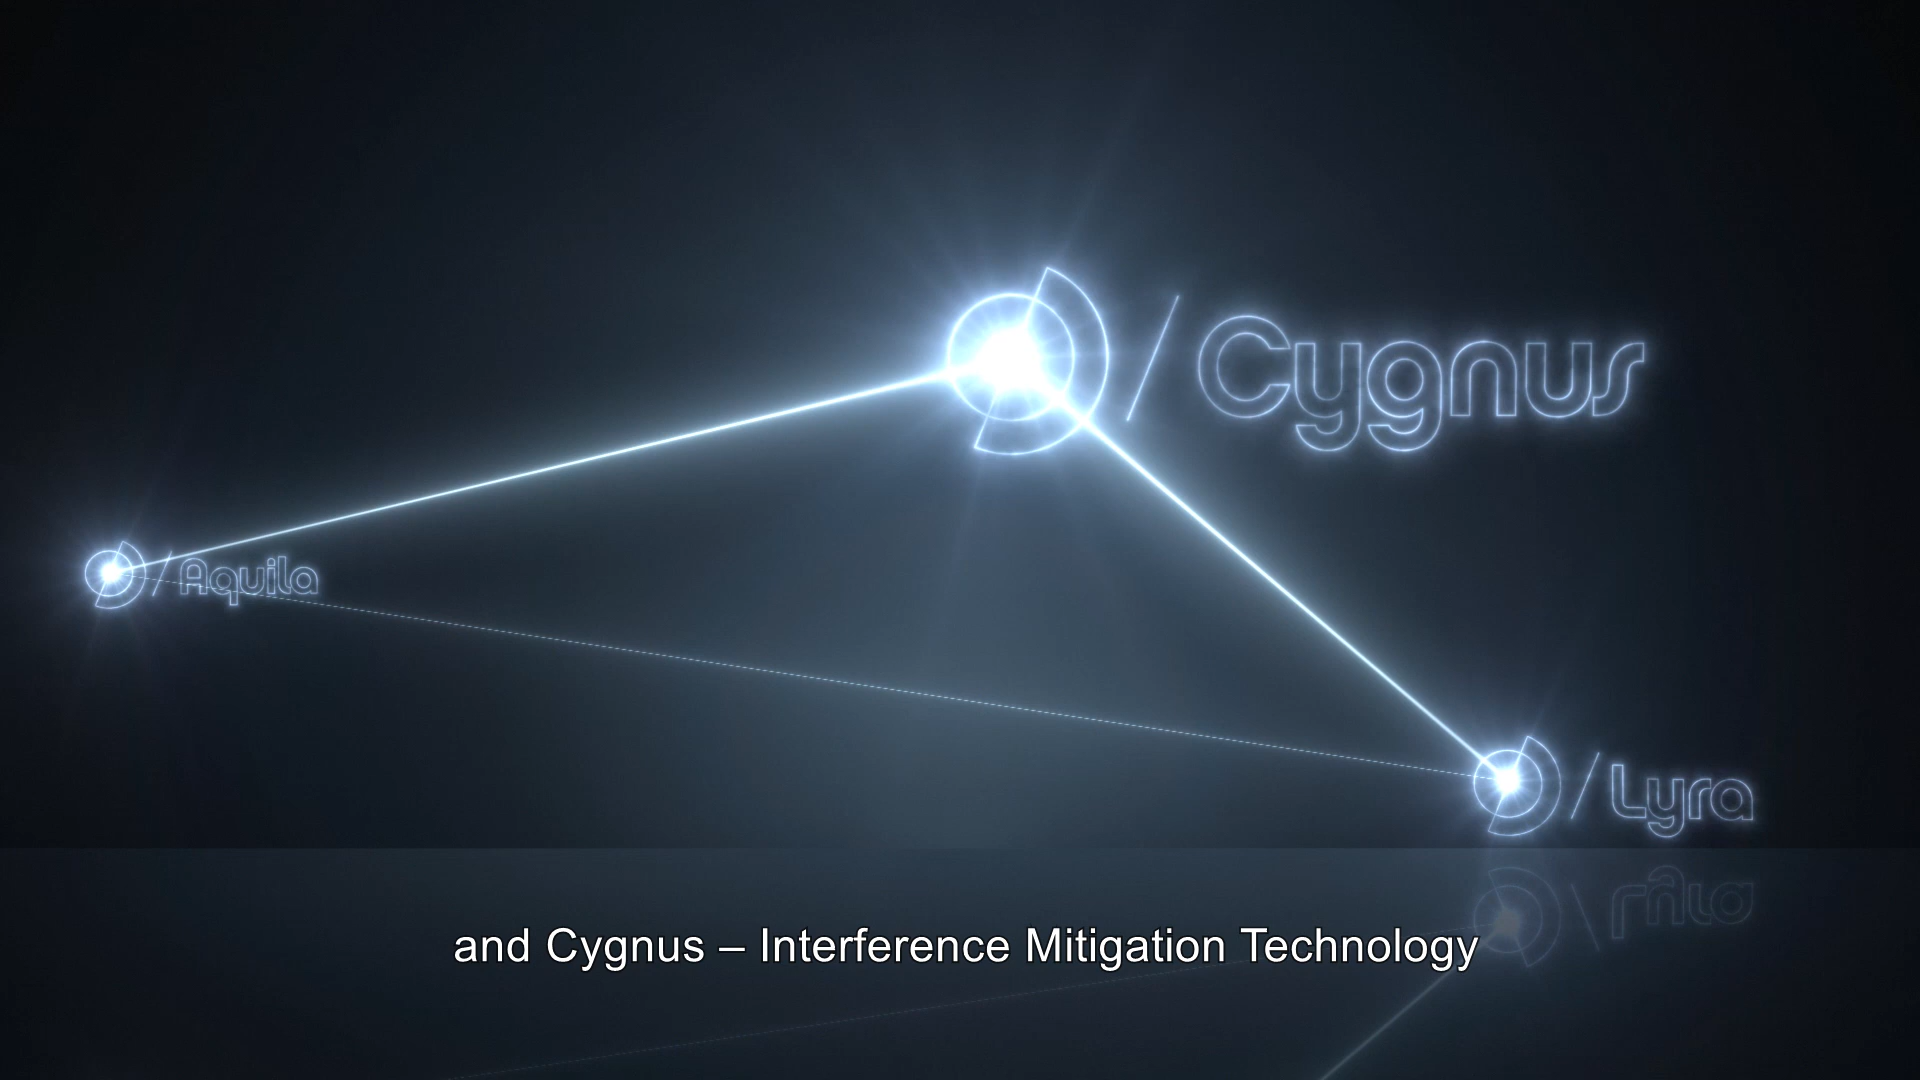 / Cygnus
/ Aquila
/ Lyra
and Cygnus – Interference Mitigation Technology